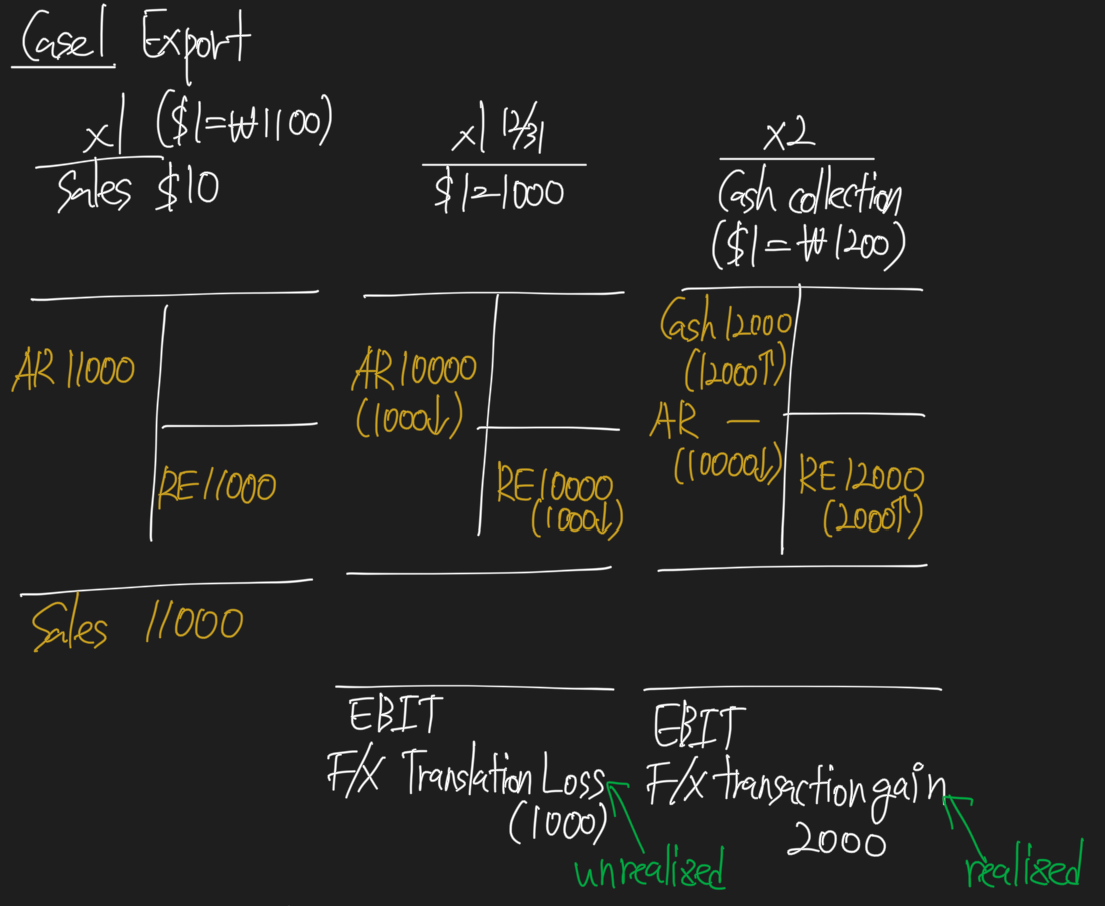 Case1 Export
x1 ($1=₩1100)
Sales $10
x1 12/31
$1=1000
x2
Cash collection
($1=₩1200)
AR 11000
RE 11000
Sales 11000
AR 10000
(1000↓)
RE 10000
(1000↓)
EBIT
F/X Translation Loss
(1000)
unrealized
Cash 12000
(12000↑)
AR —
(10000↓)
RE 12000
(2000↑)
EBIT
F/x transaction gain
2000
realized